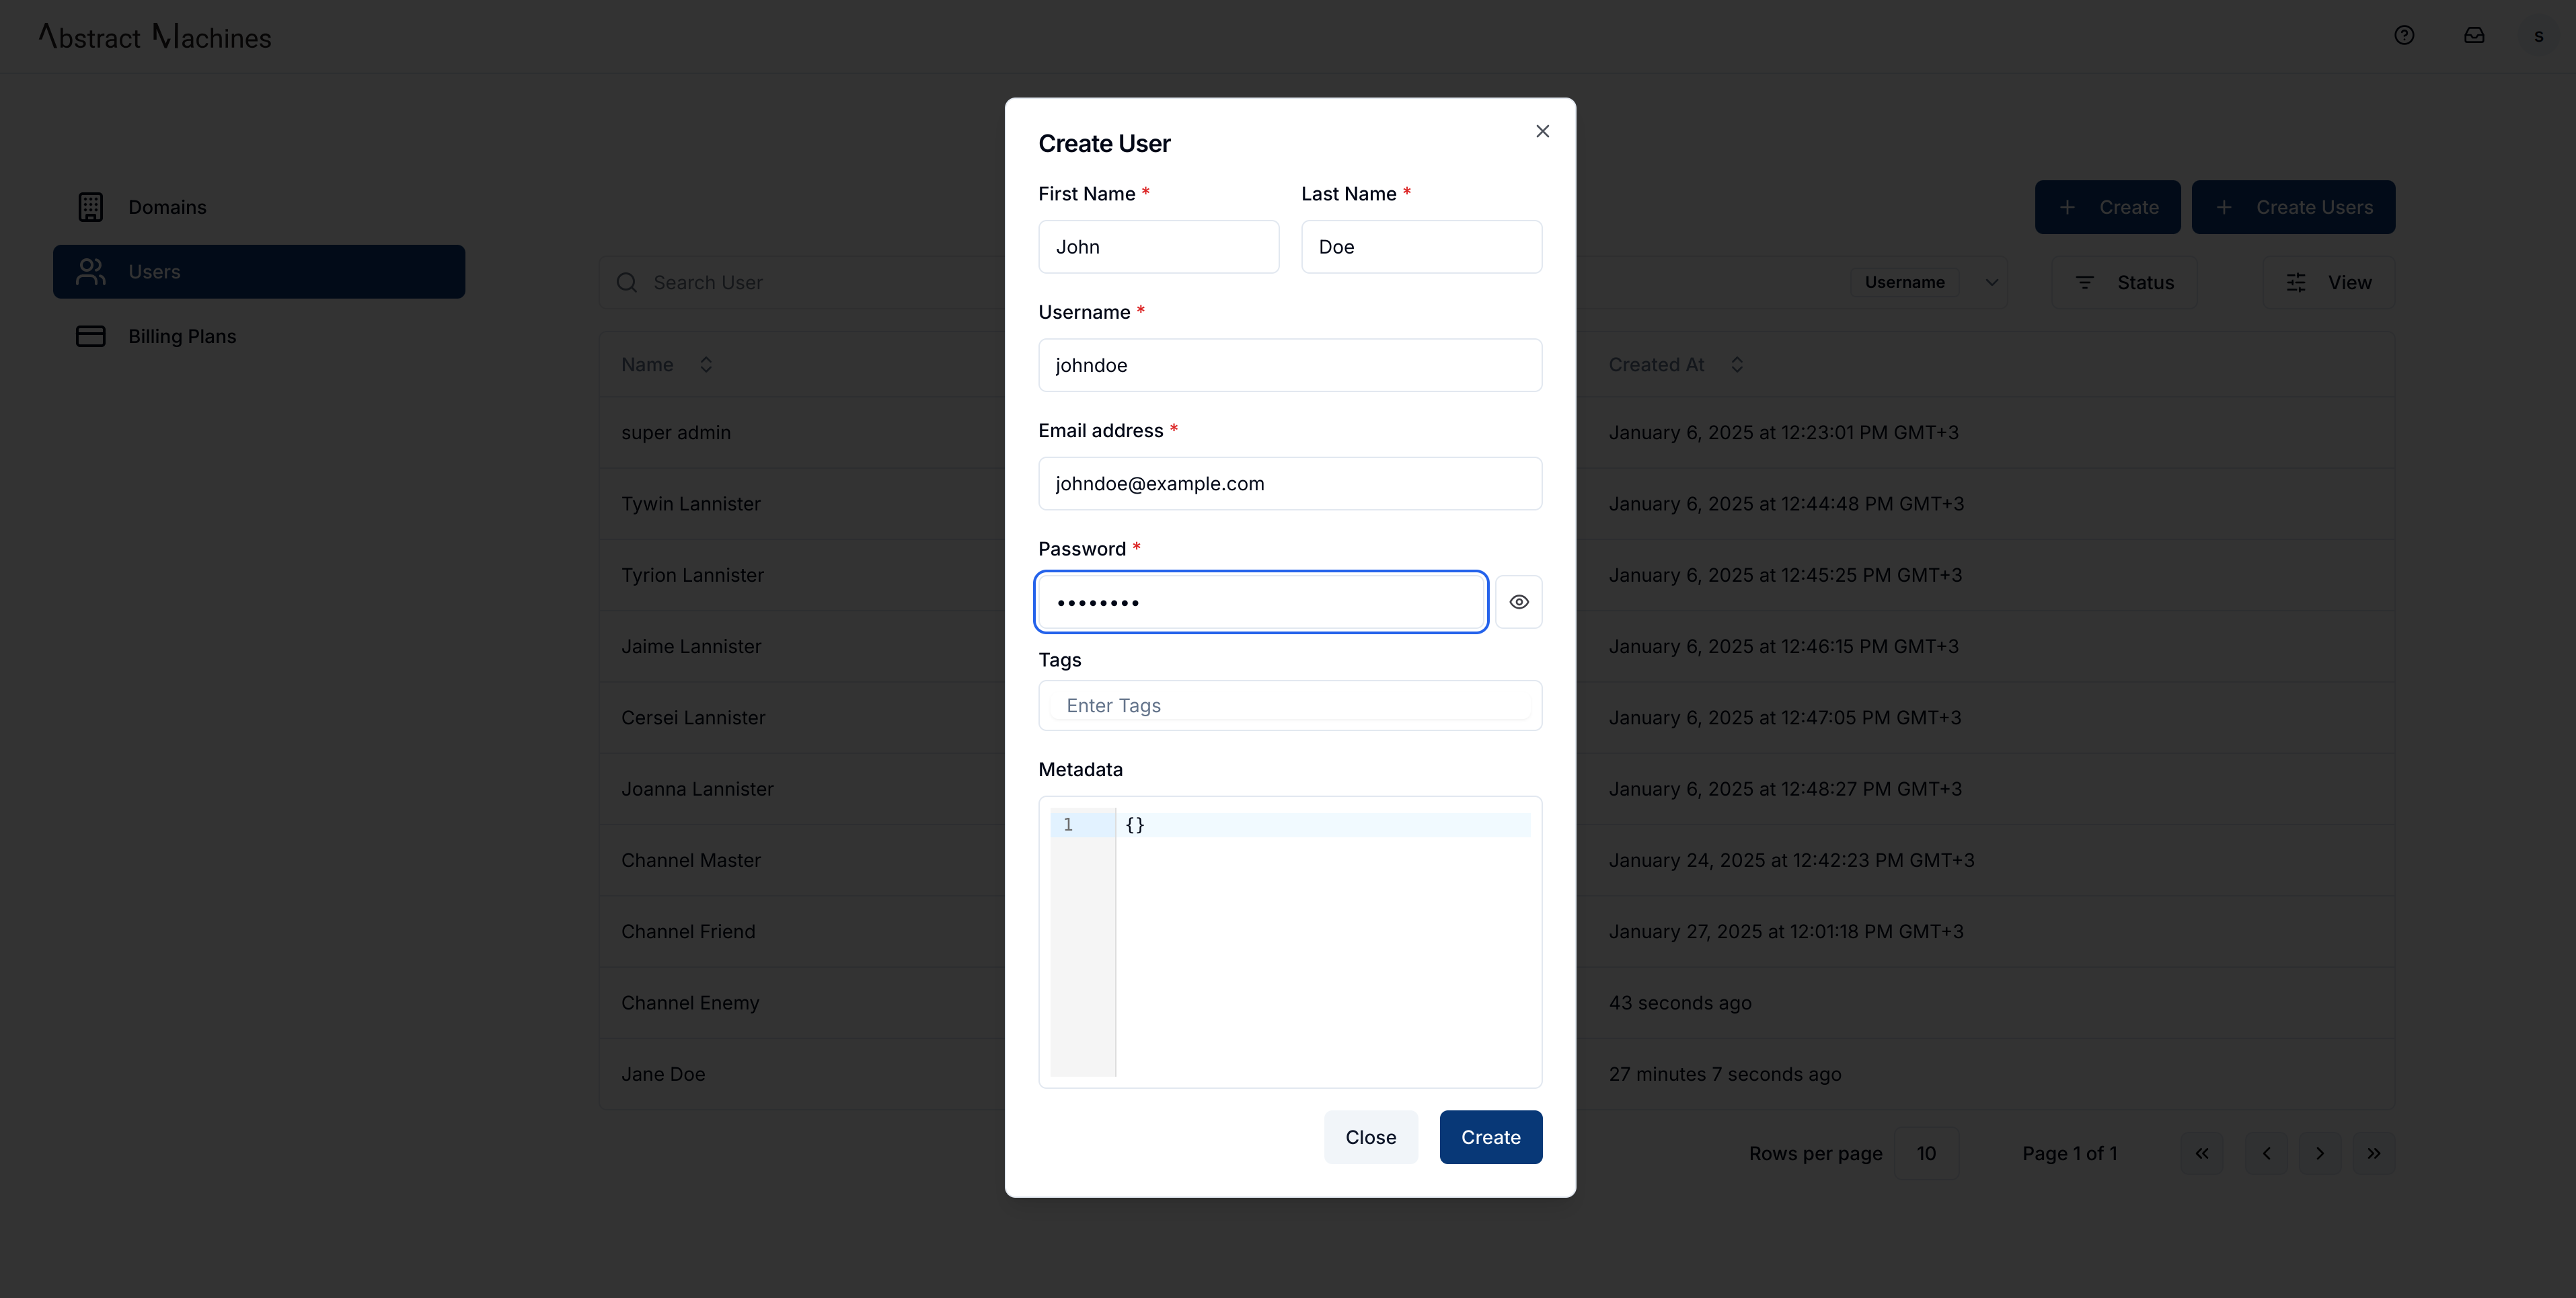 Abstract Machines
s
Domains
Users
Billing Plans
Create
Create Users
Search User
Username
Status
View
Name
Created At
super admin
January 6, 2025 at 12:23:01 PM GMT+3
Tywin Lannister
January 6, 2025 at 12:44:48 PM GMT+3
Tyrion Lannister
January 6, 2025 at 12:45:25 PM GMT+3
Jaime Lannister
January 6, 2025 at 12:46:15 PM GMT+3
Cersei Lannister
January 6, 2025 at 12:47:05 PM GMT+3
Joanna Lannister
January 6, 2025 at 12:48:27 PM GMT+3
Channel Master
January 24, 2025 at 12:42:23 PM GMT+3
Channel Friend
January 27, 2025 at 12:01:18 PM GMT+3
Channel Enemy
43 seconds ago
Jane Doe
27 minutes 7 seconds ago
Rows per page 10
Page 1 of 1
Create User
First Name *
Last Name *
John
Doe
Username *
johndoe
Email address *
johndoe@example.com
Password *
••••••••
Tags
Enter Tags
Metadata
1 {}
Close
Create